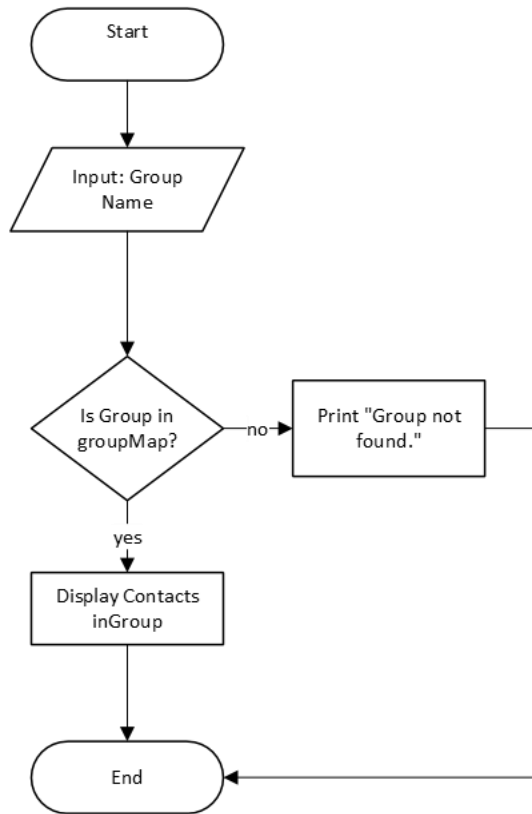 Start
Input: Group
Name
Is Group in
groupMap?
no
Print "Group not
found."
yes
Display Contacts
inGroup
End